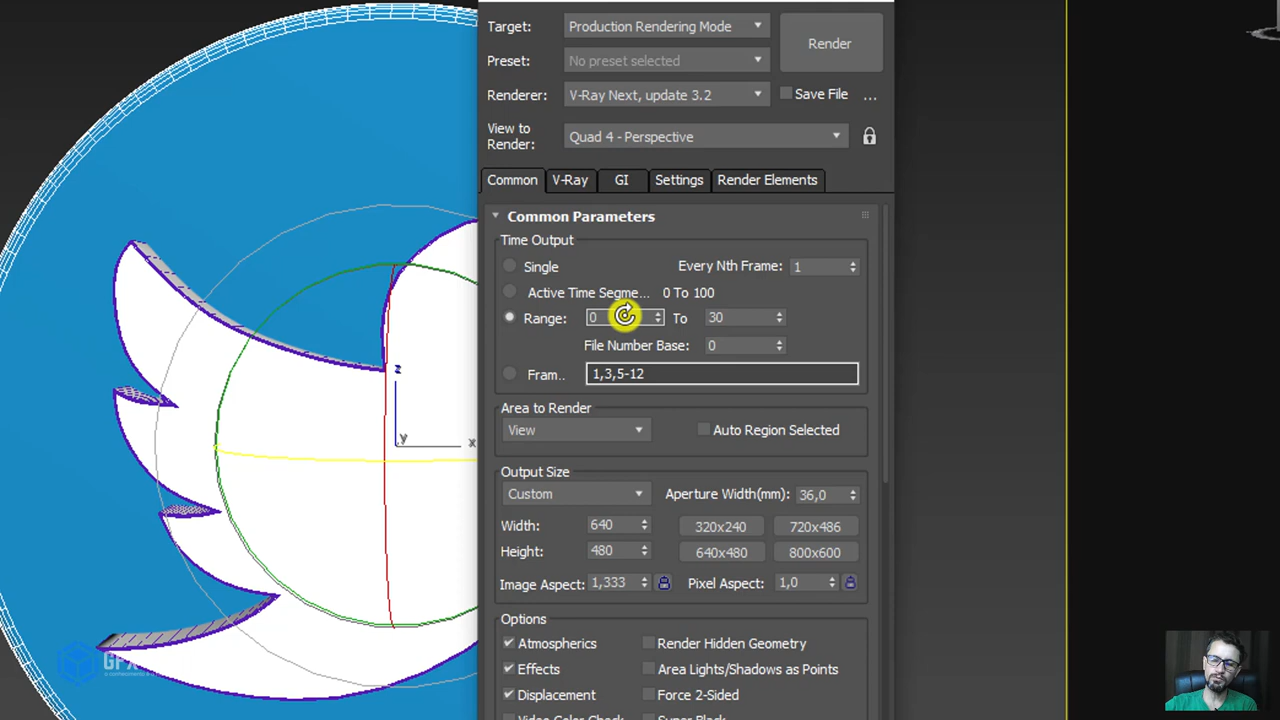 Target: Production Rendering Mode
Render
Preset: No preset selected
Renderer: V-Ray Next, update 3.2
Save File ...
View to
Render: Quad 4 - Perspective
Common V-Ray GI Settings Render Elements
Common Parameters
Time Output
Single Every Nth Frame: 1
Active Time Segme... 0 To 100
Range: 0 To 30
File Number Base: 0
Fram.. 1,3,5-12
Area to Render
View Auto Region Selected
Output Size
Custom Aperture Width(mm): 36,0
Width: 640 320x240 720x486
Height: 480 640x480 800x600
Image Aspect: 1,333 Pixel Aspect: 1,0
Options
Atmospherics Render Hidden Geometry
Effects Area Lights/Shadows as Points
Displacement Force 2-Sided
Video Color Check Super Black
z
y x